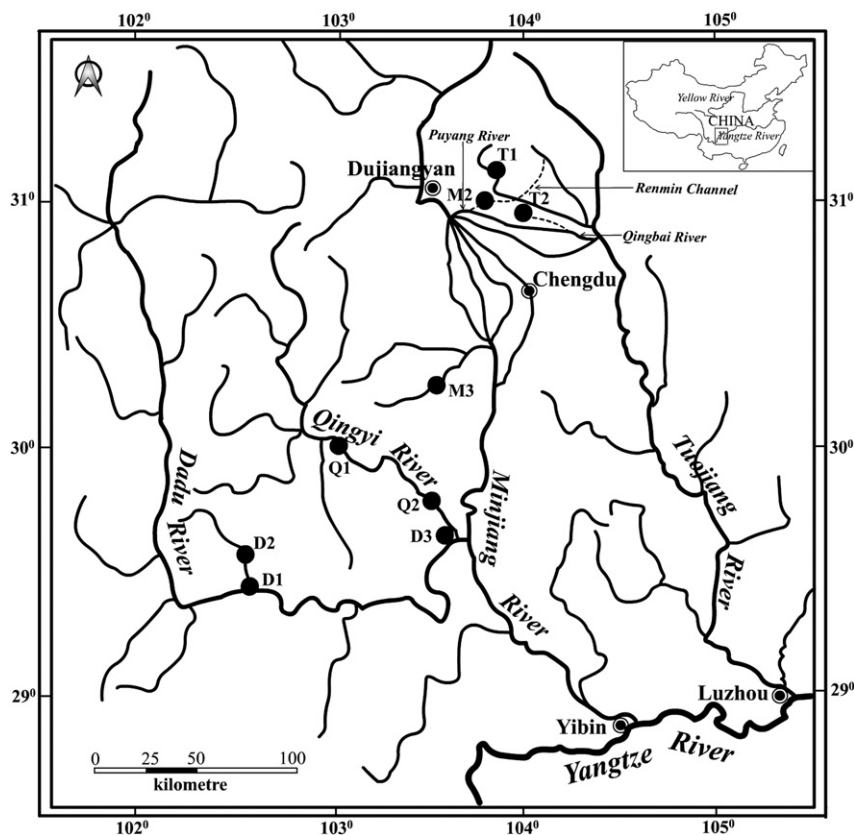 102⁰ 103⁰ 104⁰ 105⁰
Yellow River
CHINA
Yangtze River
Puyang River
T1
Dujiangyan
M2
T2
Renmin Channel
31⁰ 31⁰
Qingbai River
Chengdu
M3
Qingyi
River
30⁰ 30⁰
Q1
Dadu
River
Q2
Minjiang
River
Tuojiang
River
D3
D2
D1
29⁰ 29⁰
Luzhou
Yibin
Yangtze River
0 25 50 100
kilometre
102⁰ 103⁰ 104⁰ 105⁰